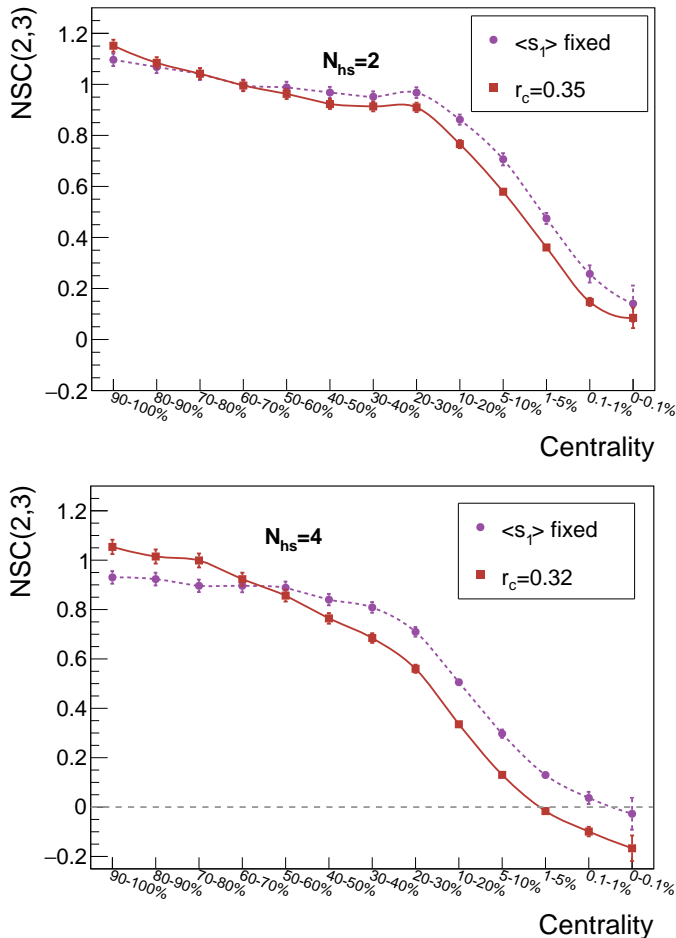 NSC(2,3)
1.2
1
0.8
0.6
0.4
0.2
0
−0.2
N_hs=2
<s_1> fixed
r_c=0.35
90-100% 80-90% 70-80% 60-70% 50-60% 40-50% 30-40% 20-30% 10-20% 5-10% 1-5% 0.1-1% 0-0.1%
Centrality
NSC(2,3)
1.2
1
0.8
0.6
0.4
0.2
0
−0.2
N_hs=4
<s_1> fixed
r_c=0.32
90-100% 80-90% 70-80% 60-70% 50-60% 40-50% 30-40% 20-30% 10-20% 5-10% 1-5% 0.1-1% 0-0.1%
Centrality